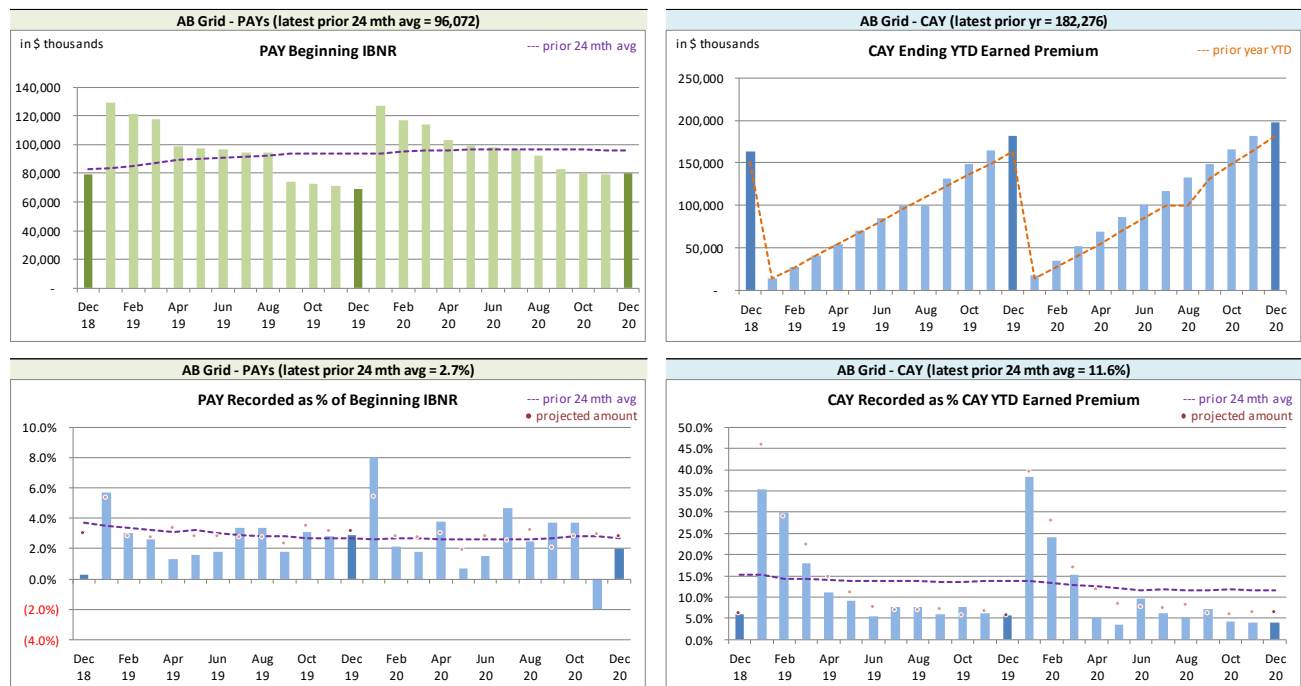 AB Grid - PAYs (latest prior 24 mth avg = 96,072)
in $ thousands
PAY Beginning IBNR
--- prior 24 mth avg
140,000
120,000
100,000
80,000
60,000
40,000
20,000
-
Dec Feb Apr Jun Aug Oct Dec Feb Apr Jun Aug Oct Dec
18 19 19 19 19 19 19 20 20 20 20 20 20
AB Grid - CAY (latest prior yr = 182,276)
in $ thousands
CAY Ending YTD Earned Premium
--- prior year YTD
250,000
200,000
150,000
100,000
50,000
-
Dec Feb Apr Jun Aug Oct Dec Feb Apr Jun Aug Oct Dec
18 19 19 19 19 19 19 20 20 20 20 20 20
AB Grid - PAYs (latest prior 24 mth avg = 2.7%)
PAY Recorded as % of Beginning IBNR
--- prior 24 mth avg
• projected amount
10.0%
8.0%
6.0%
4.0%
2.0%
0.0%
(2.0%)
(4.0%)
Dec Feb Apr Jun Aug Oct Dec Feb Apr Jun Aug Oct Dec
18 19 19 19 19 19 19 20 20 20 20 20 20
AB Grid - CAY (latest prior 24 mth avg = 11.6%)
CAY Recorded as % CAY YTD Earned Premium
--- prior 24 mth avg
• projected amount
50.0%
45.0%
40.0%
35.0%
30.0%
25.0%
20.0%
15.0%
10.0%
5.0%
0.0%
Dec Feb Apr Jun Aug Oct Dec Feb Apr Jun Aug Oct Dec
18 19 19 19 19 19 19 20 20 20 20 20 20